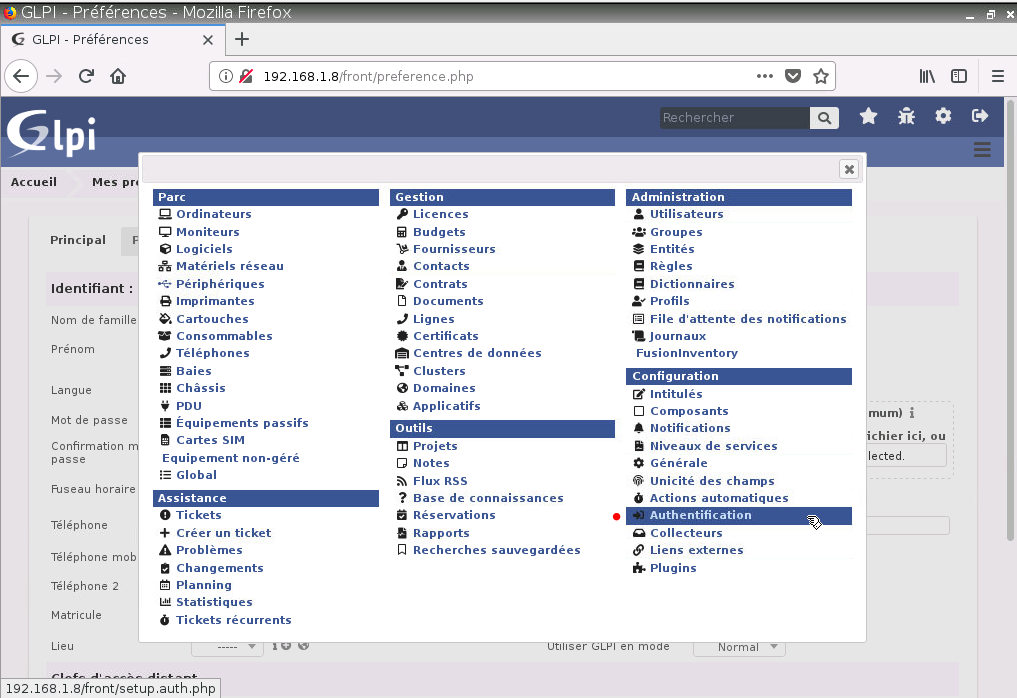 GLPI - Préférences - Mozilla Firefox
GLPI - Préférences
192.168.1.8/front/preference.php
Glpi
Rechercher
Accueil
Mes pr
Principal
P
Identifiant :
Nom de famille
Prénom
Langue
Mot de passe
Confirmation m
passe
Fuseau horaire
Téléphone
Téléphone mob
Téléphone 2
Matricule
Lieu
-----
Utiliser GLPI en mode
Normal
Clefs d'accès distant
mum)
ichier ici, ou
lected.
Parc
Ordinateurs
Moniteurs
Logiciels
Matériels réseau
Périphériques
Imprimantes
Cartouches
Consommables
Téléphones
Baies
Châssis
PDU
Équipements passifs
Cartes SIM
Equipement non-géré
Global
Assistance
Tickets
Créer un ticket
Problèmes
Changements
Planning
Statistiques
Tickets récurrents
Gestion
Licences
Budgets
Fournisseurs
Contacts
Contrats
Documents
Lignes
Certificats
Centres de données
Clusters
Domaines
Applicatifs
Outils
Projets
Notes
Flux RSS
Base de connaissances
Réservations
Rapports
Recherches sauvegardées
Administration
Utilisateurs
Groupes
Entités
Règles
Dictionnaires
Profils
File d'attente des notifications
Journaux
FusionInventory
Configuration
Intitulés
Composants
Notifications
Niveaux de services
Générale
Unicité des champs
Actions automatiques
Authentification
Collecteurs
Liens externes
Plugins
192.168.1.8/front/setup.auth.php